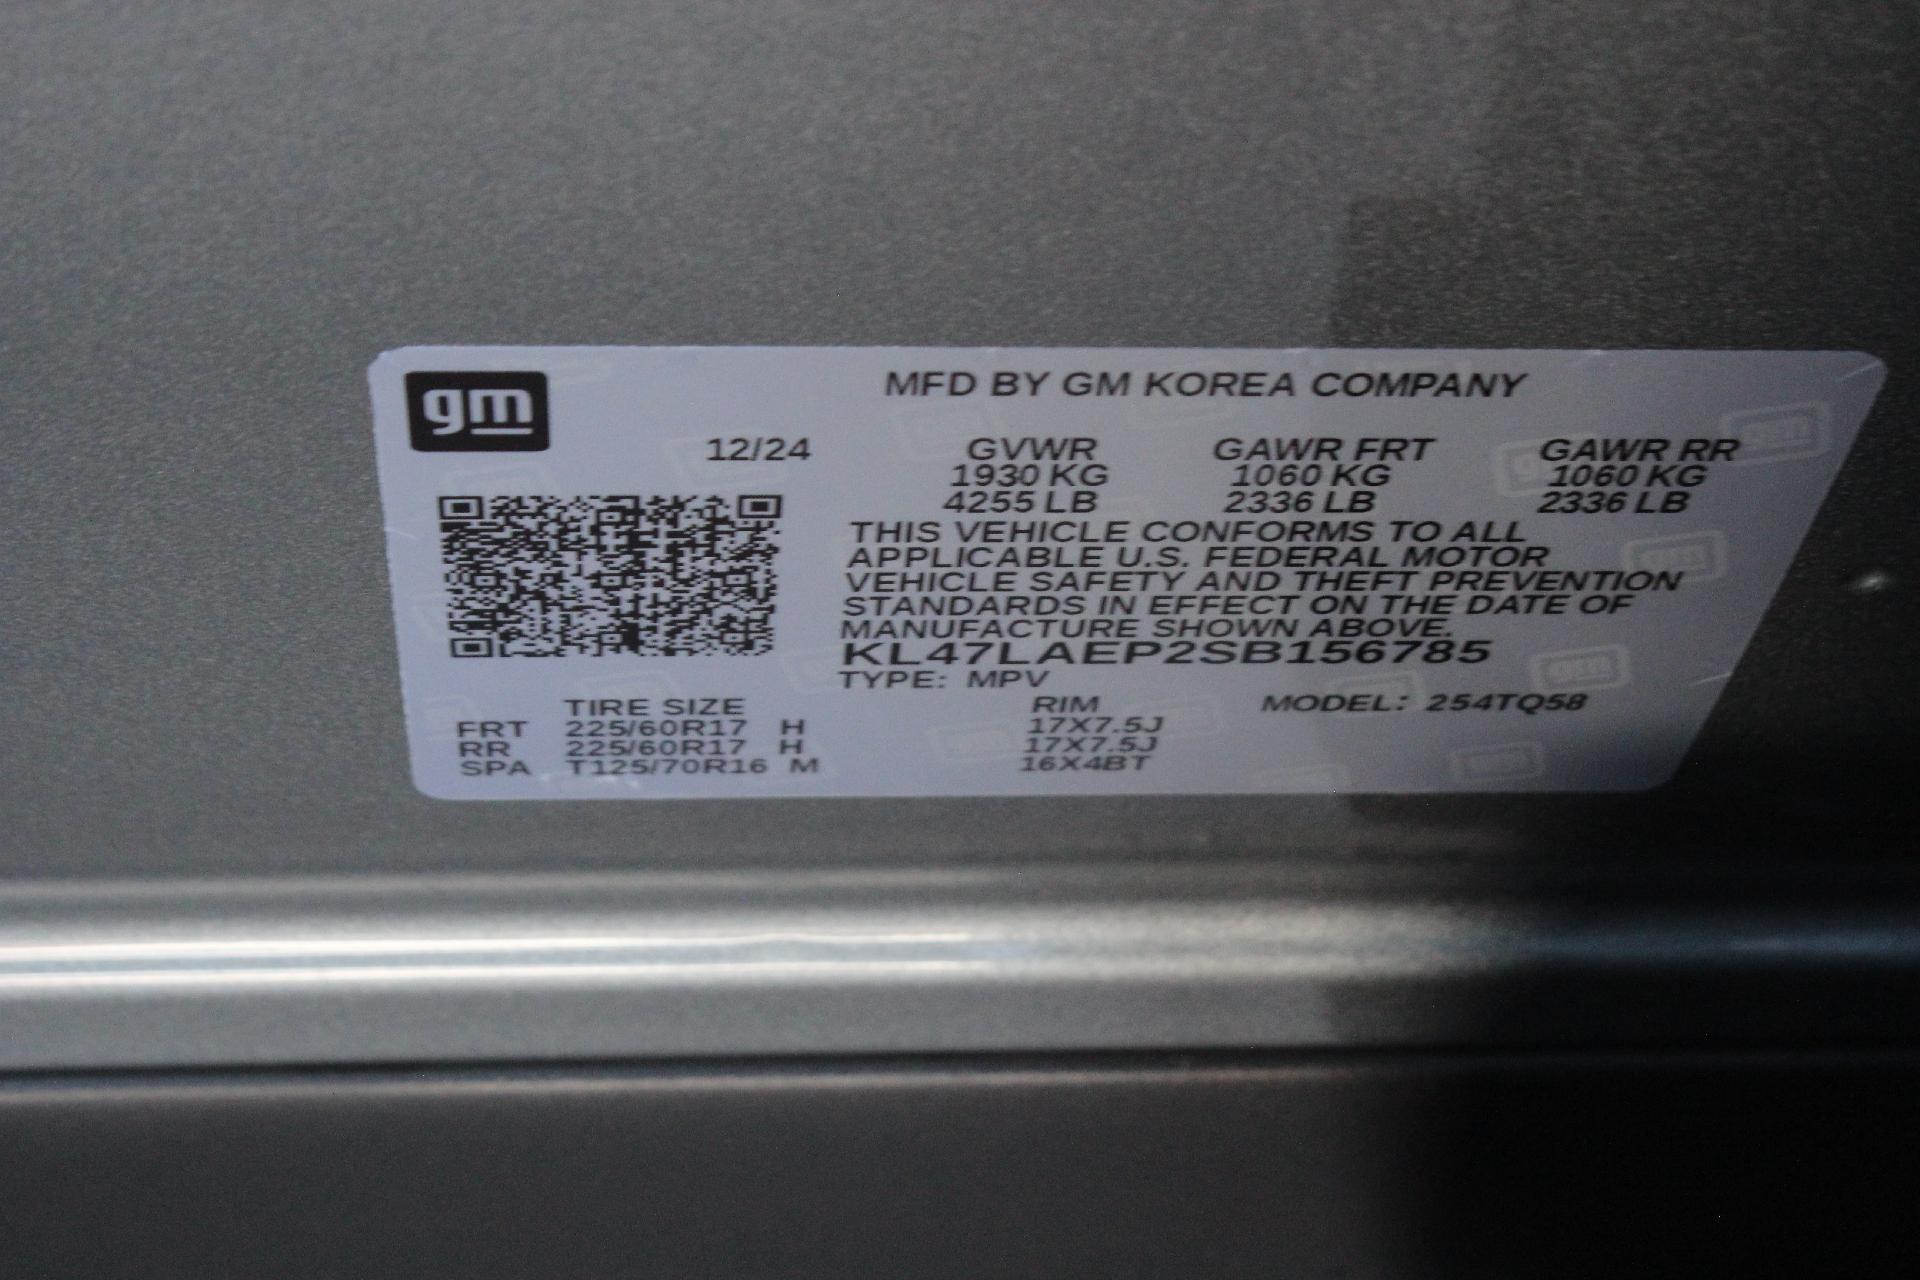 gm
MFD BY GM KOREA COMPANY
12/24 GVWR GAWR FRT GAWR RR
1930 KG 1060 KG 1060 KG
4255 LB 2336 LB 2336 LB
THIS VEHICLE CONFORMS TO ALL
APPLICABLE U.S. FEDERAL MOTOR
VEHICLE SAFETY AND THEFT PREVENTION
STANDARDS IN EFFECT ON THE DATE OF
MANUFACTURE SHOWN ABOVE.
KL47LAEP2SB156785
TYPE: MPV
TIRE SIZE RIM MODEL: 254TQ58
FRT 225/60R17 H 17X7.5J
RR 225/60R17 H 17X7.5J
SPA T125/70R16 M 16X4BT